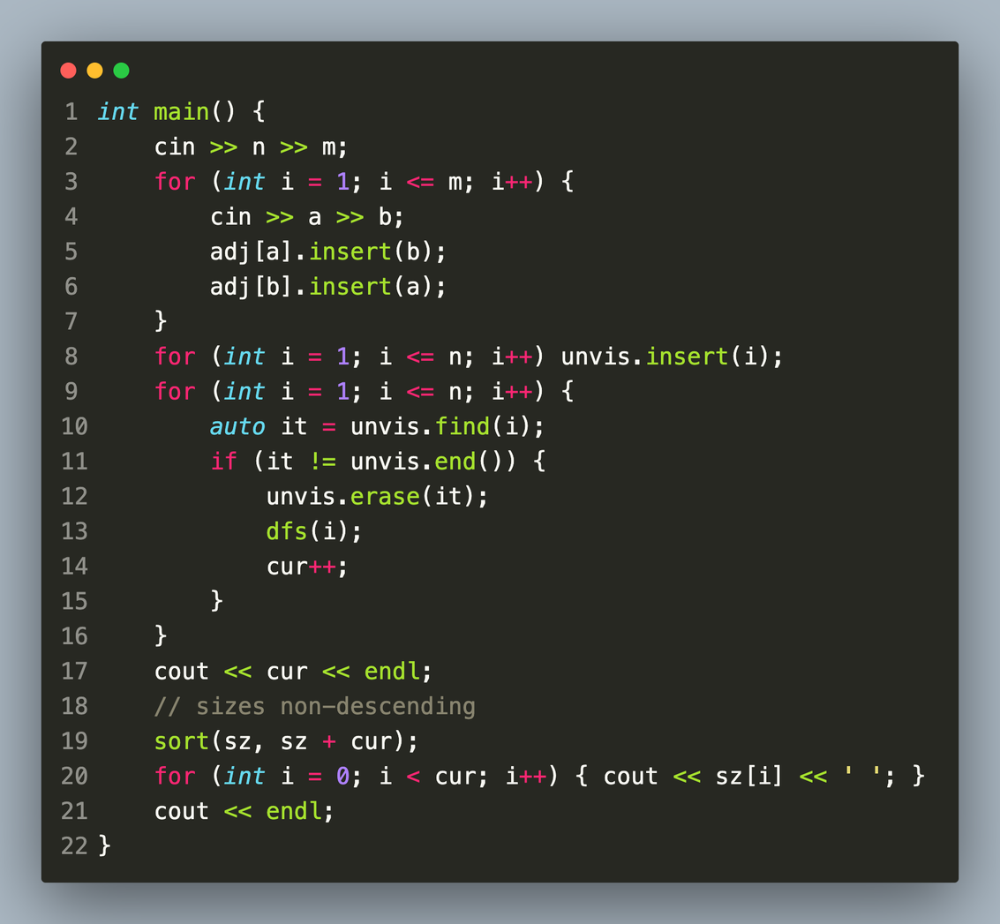 1 int main() {
2     cin >> n >> m;
3     for (int i = 1; i <= m; i++) {
4         cin >> a >> b;
5         adj[a].insert(b);
6         adj[b].insert(a);
7     }
8     for (int i = 1; i <= n; i++) unvis.insert(i);
9     for (int i = 1; i <= n; i++) {
10         auto it = unvis.find(i);
11         if (it != unvis.end()) {
12             unvis.erase(it);
13             dfs(i);
14             cur++;
15         }
16     }
17     cout << cur << endl;
18     // sizes non-descending
19     sort(sz, sz + cur);
20     for (int i = 0; i < cur; i++) { cout << sz[i] << ' '; }
21     cout << endl;
22 }